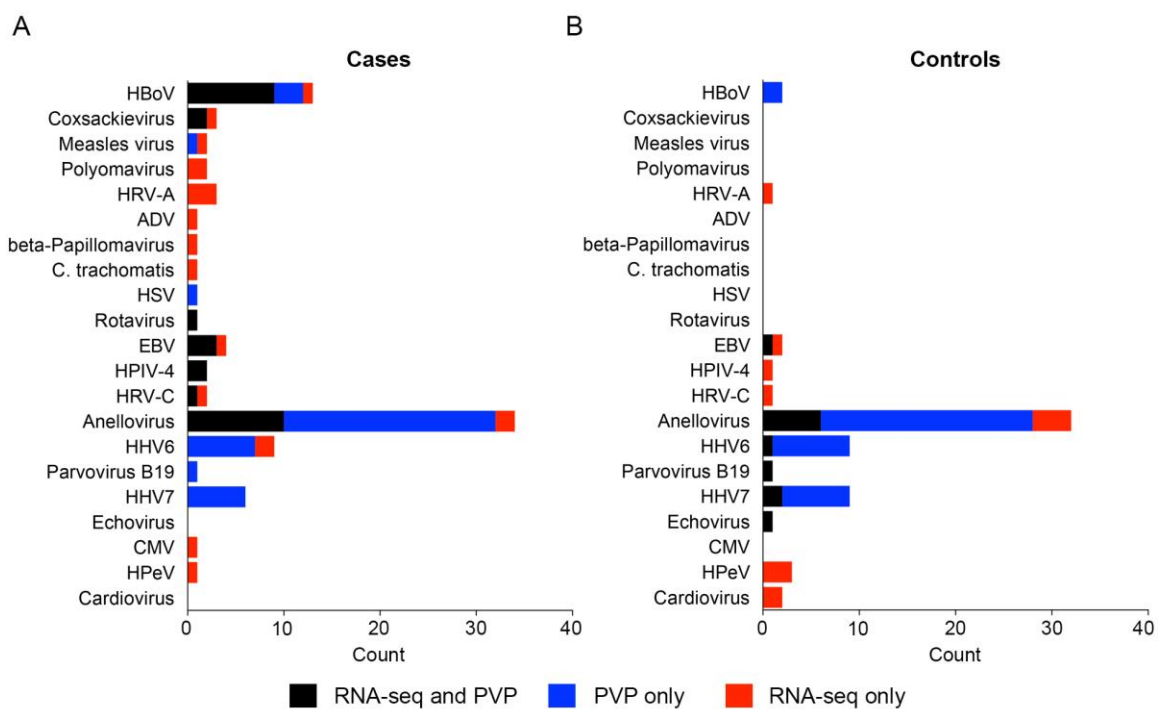 A
Cases
HBoV
Coxsackievirus
Measles virus
Polyomavirus
HRV-A
ADV
beta-Papillomavirus
C. trachomatis
HSV
Rotavirus
EBV
HPIV-4
HRV-C
Anellovirus
HHV6
Parvovirus B19
HHV7
Echovirus
CMV
HPeV
Cardiovirus
0 10 20 30 40
Count
B
Controls
HBoV
Coxsackievirus
Measles virus
Polyomavirus
HRV-A
ADV
beta-Papillomavirus
C. trachomatis
HSV
Rotavirus
EBV
HPIV-4
HRV-C
Anellovirus
HHV6
Parvovirus B19
HHV7
Echovirus
CMV
HPeV
Cardiovirus
0 10 20 30 40
Count
RNA-seq and PVP PVP only RNA-seq only